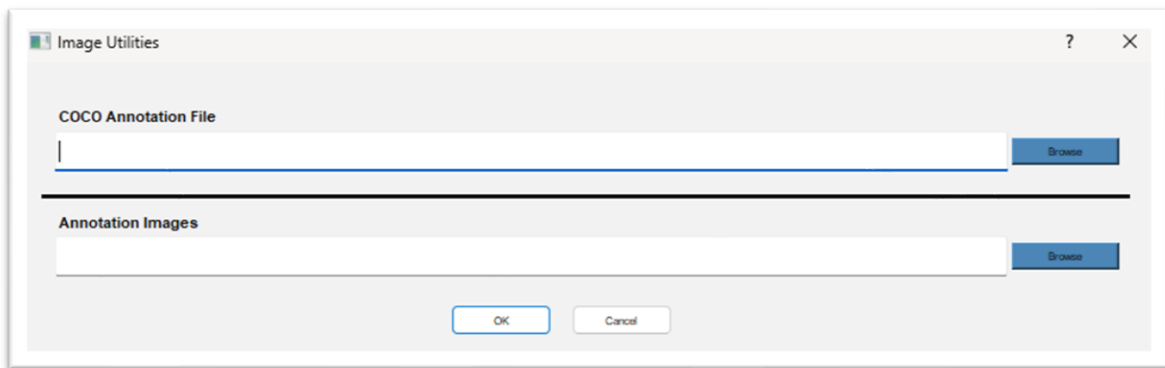 Image Utilities ?
COCO Annotation File
Browse
Annotation Images
Browse
OK Cancel